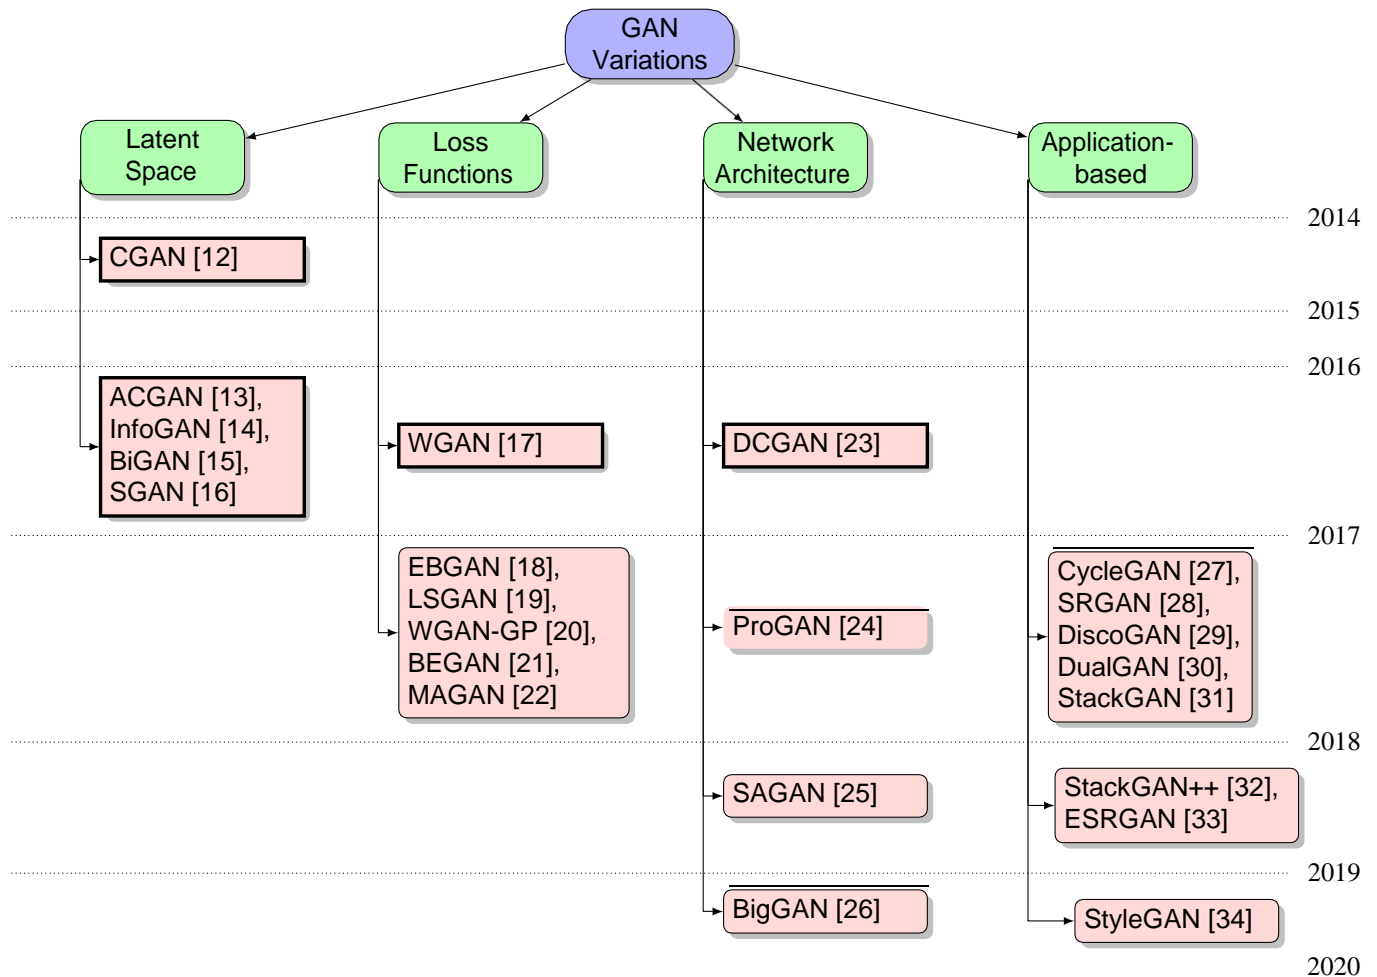 GAN
Variations
Latent
Space
Loss
Functions
Network
Architecture
Application-
based
2014
CGAN [12]
2015
2016
ACGAN [13],
InfoGAN [14],
BiGAN [15],
SGAN [16]
WGAN [17]
DCGAN [23]
2017
EBGAN [18],
LSGAN [19],
WGAN-GP [20],
BEGAN [21],
MAGAN [22]
ProGAN [24]
CycleGAN [27],
SRGAN [28],
DiscoGAN [29],
DualGAN [30],
StackGAN [31]
2018
SAGAN [25]
StackGAN++ [32],
ESRGAN [33]
2019
BigGAN [26]
StyleGAN [34]
2020